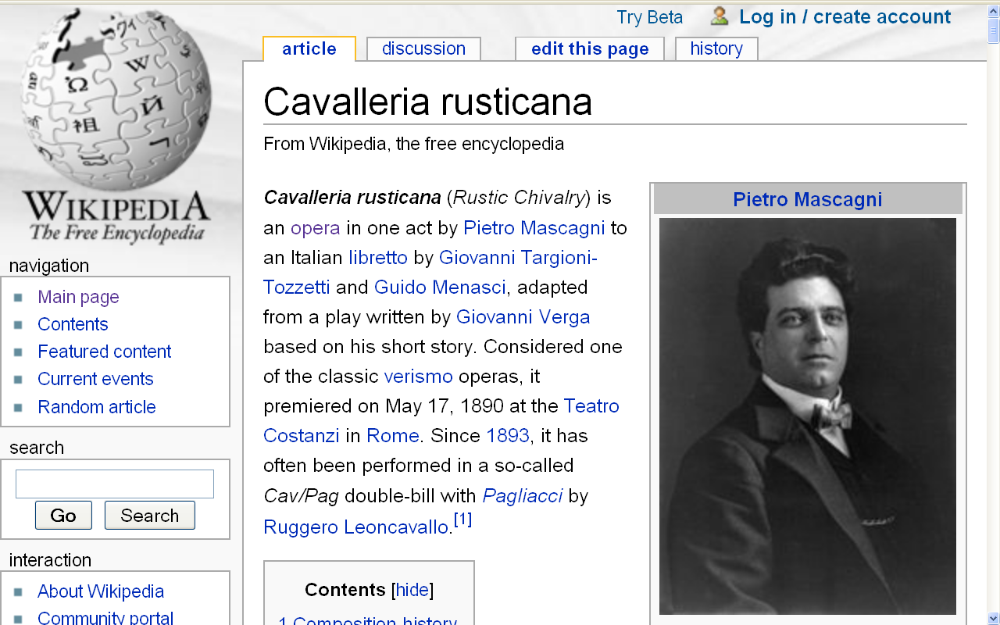 Try Beta Log in / create account
article discussion edit this page history
WIKIPEDIA
The Free Encyclopedia
navigation
Main page
Contents
Featured content
Current events
Random article
search
Go Search
interaction
About Wikipedia
Community portal
Cavalleria rusticana
From Wikipedia, the free encyclopedia
Cavalleria rusticana (Rustic Chivalry) is
an opera in one act by Pietro Mascagni to
an Italian libretto by Giovanni Targioni-
Tozzetti and Guido Menasci, adapted
from a play written by Giovanni Verga
based on his short story. Considered one
of the classic verismo operas, it
premiered on May 17, 1890 at the Teatro
Costanzi in Rome. Since 1893, it has
often been performed in a so-called
Cav/Pag double-bill with Pagliacci by
Ruggero Leoncavallo.[1]
Contents [hide]
1 Composition history
Pietro Mascagni